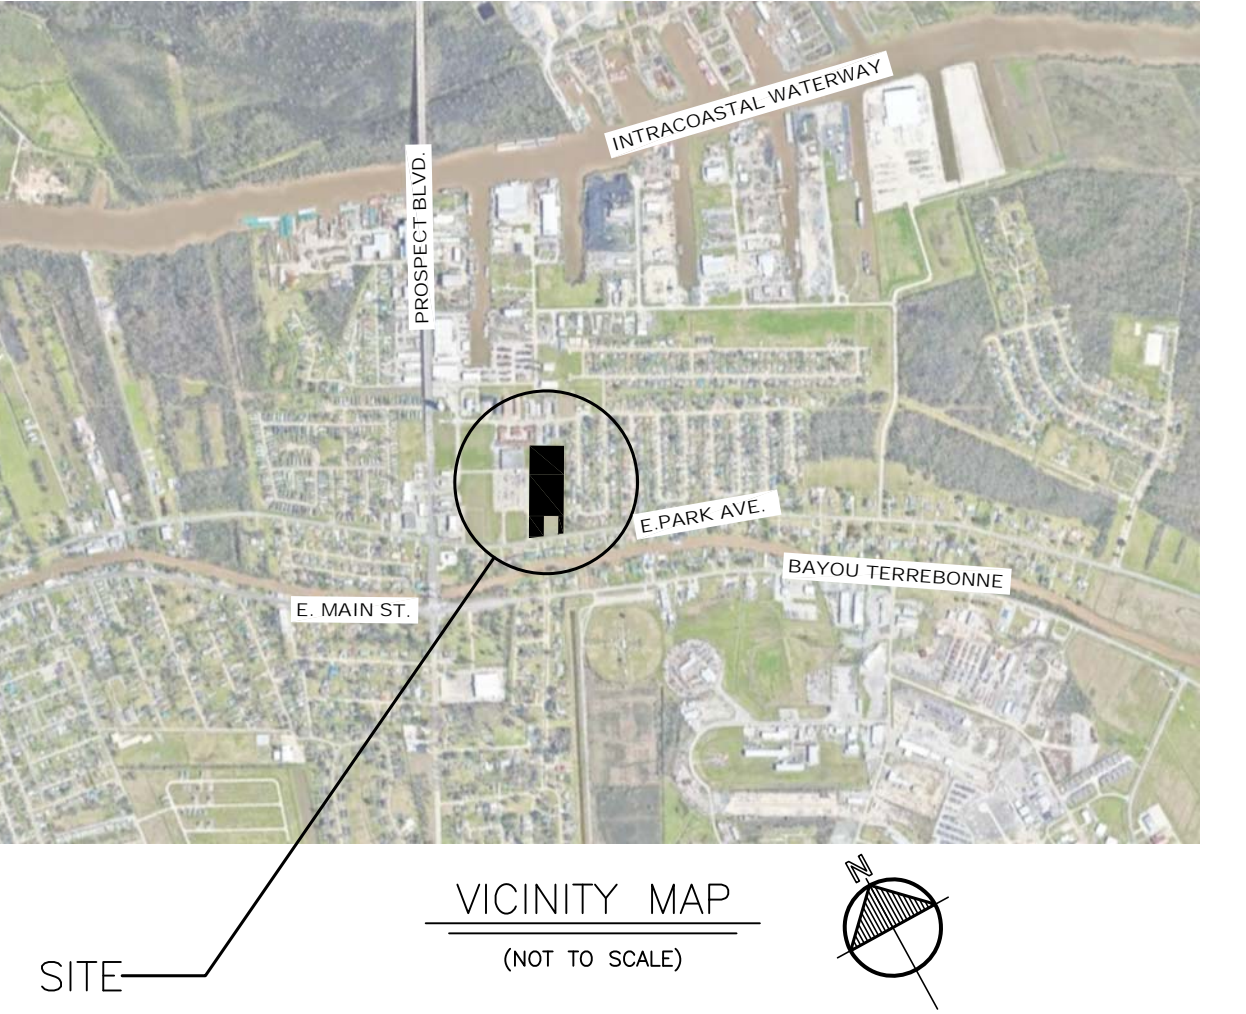 INTRACOASTAL WATERWAY
PROSPECT BLVD.
E.PARK AVE.
BAYOU TERREBONNE
E. MAIN ST.
N
VICINITY MAP
(NOT TO SCALE)
SITE